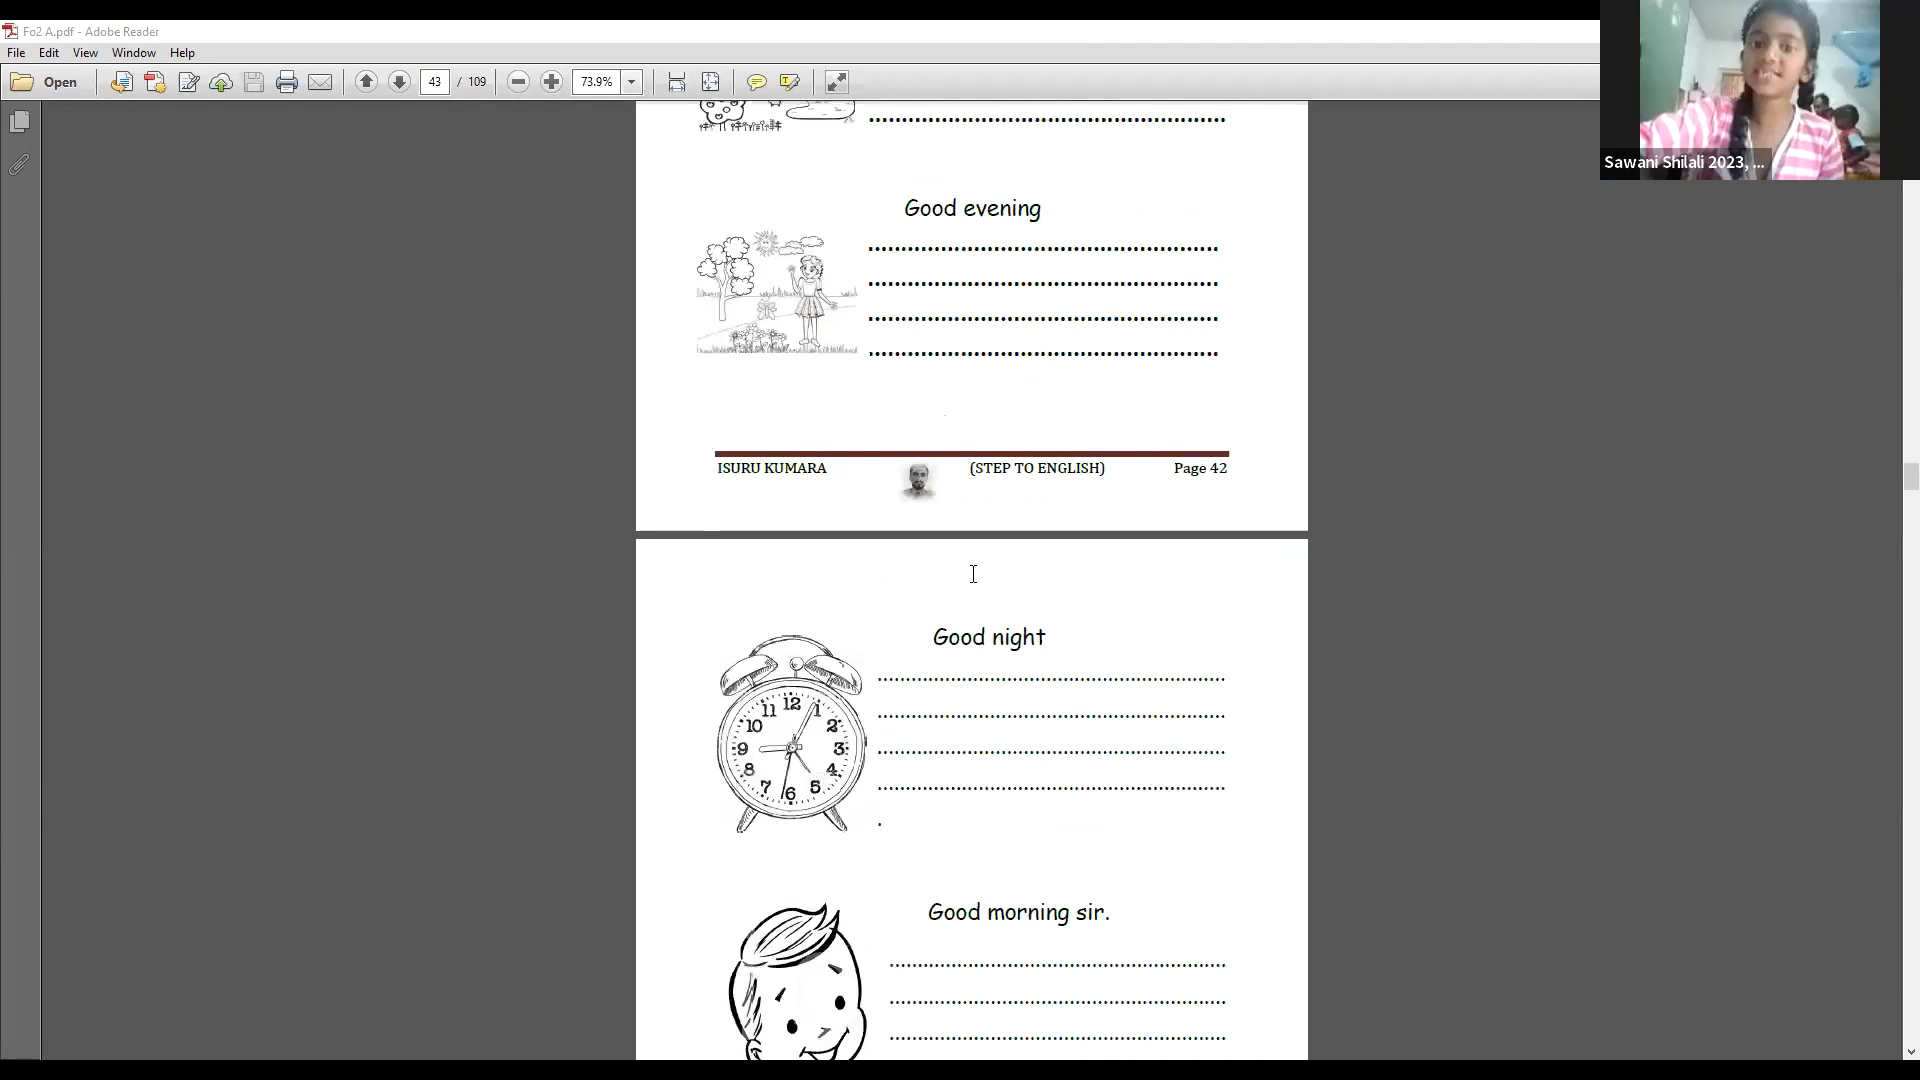 Fo2 A.pdf - Adobe Reader
File Edit View Window Help
Open 43 / 109 73.9%
Sawani Shilali 2023, ...
Good evening
ISURU KUMARA (STEP TO ENGLISH) Page 42
Good night
12
11 1
10 2
9 3
8 4
7 6 5
Good morning sir.